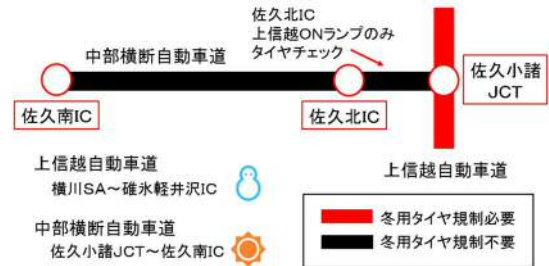 佐久北IC
上信越ONランプのみ
タイヤチェック
中部横断自動車道
佐久小諸
JCT
佐久南IC
佐久北IC
上信越自動車道
上信越自動車道
横川SA～碓氷軽井沢IC
中部横断自動車道
佐久小諸JCT～佐久南IC
冬用タイヤ規制必要
冬用タイヤ規制不要